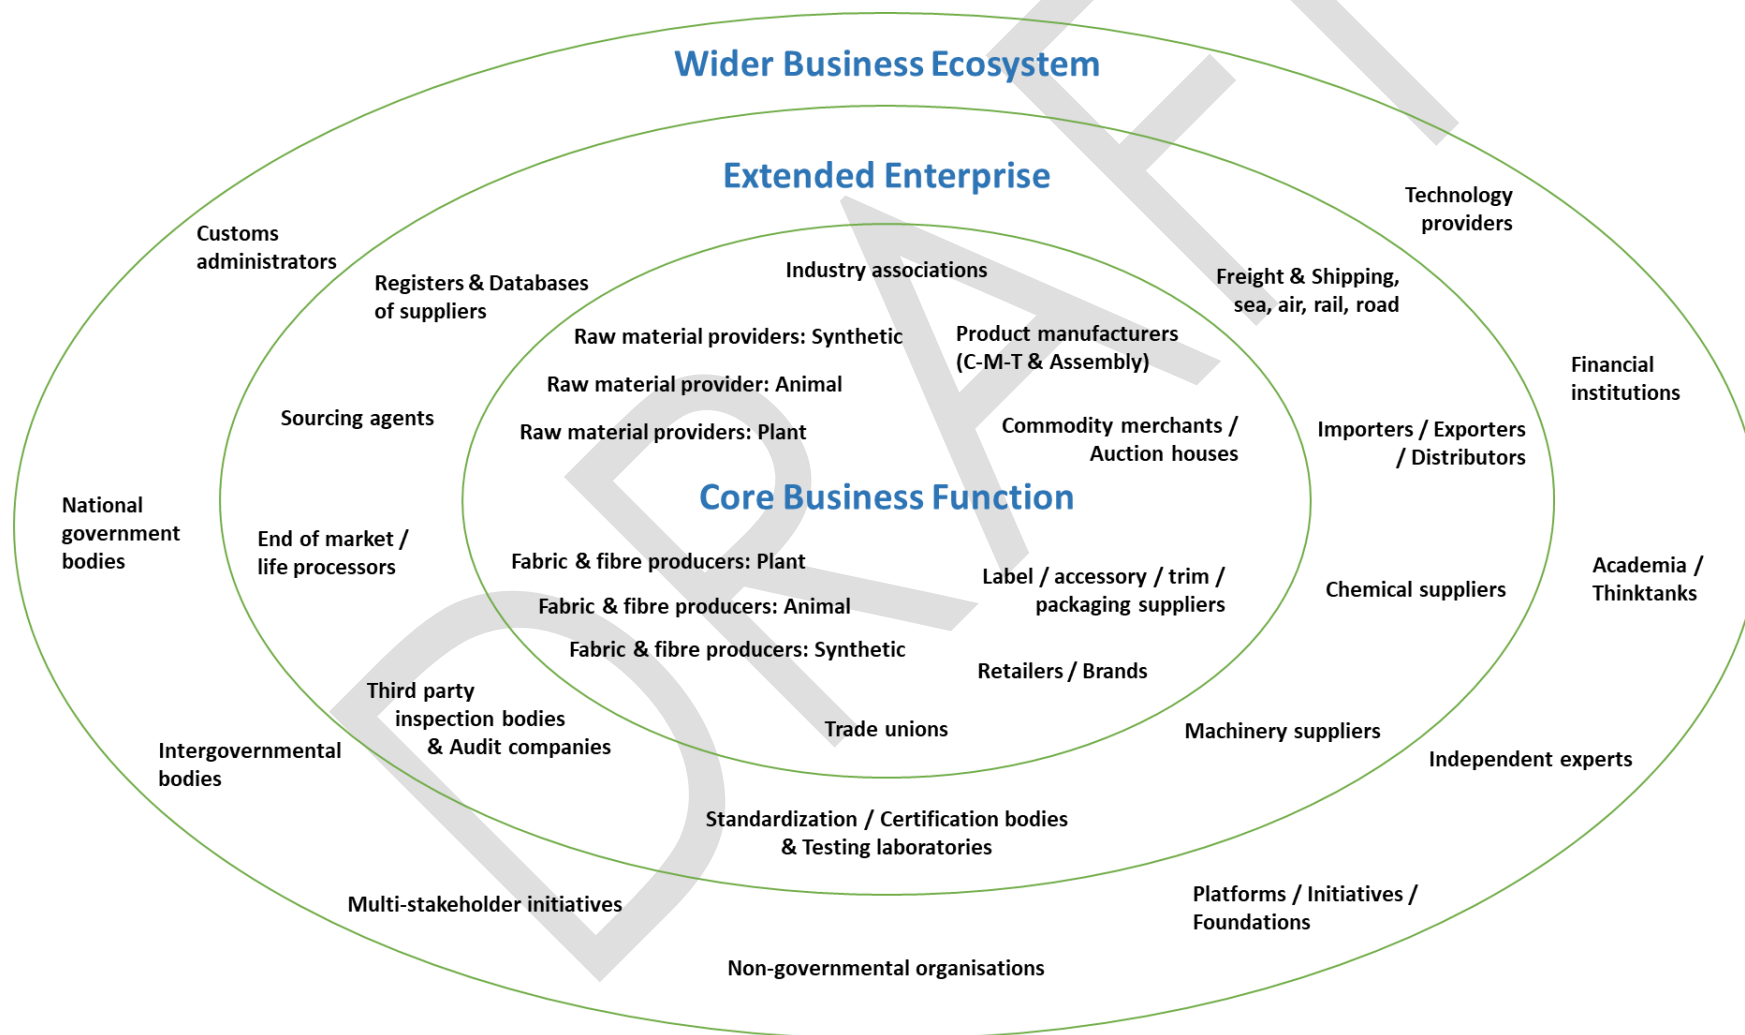 Wider Business Ecosystem
Extended Enterprise
Technology
providers
Customs
administrators
Registers & Databases
of suppliers
Industry associations
Freight & Shipping,
sea, air, rail, road
Raw material providers: Synthetic
Product manufacturers
(C-M-T & Assembly)
Raw material provider: Animal
Financial
institutions
Sourcing agents
Raw material providers: Plant
Commodity merchants /
Auction houses
Importers / Exporters
/ Distributors
Core Business Function
National
government
bodies
End of market /
life processors
Fabric & fibre producers: Plant
Label / accessory / trim /
packaging suppliers
Chemical suppliers
Academia /
Thinktanks
Fabric & fibre producers: Animal
Fabric & fibre producers: Synthetic
Retailers / Brands
Third party
inspection bodies
& Audit companies
Trade unions
Machinery suppliers
Intergovernmental
bodies
Independent experts
Standardization / Certification bodies
& Testing laboratories
Multi-stakeholder initiatives
Platforms / Initiatives /
Foundations
Non-governmental organisations
DRAFT